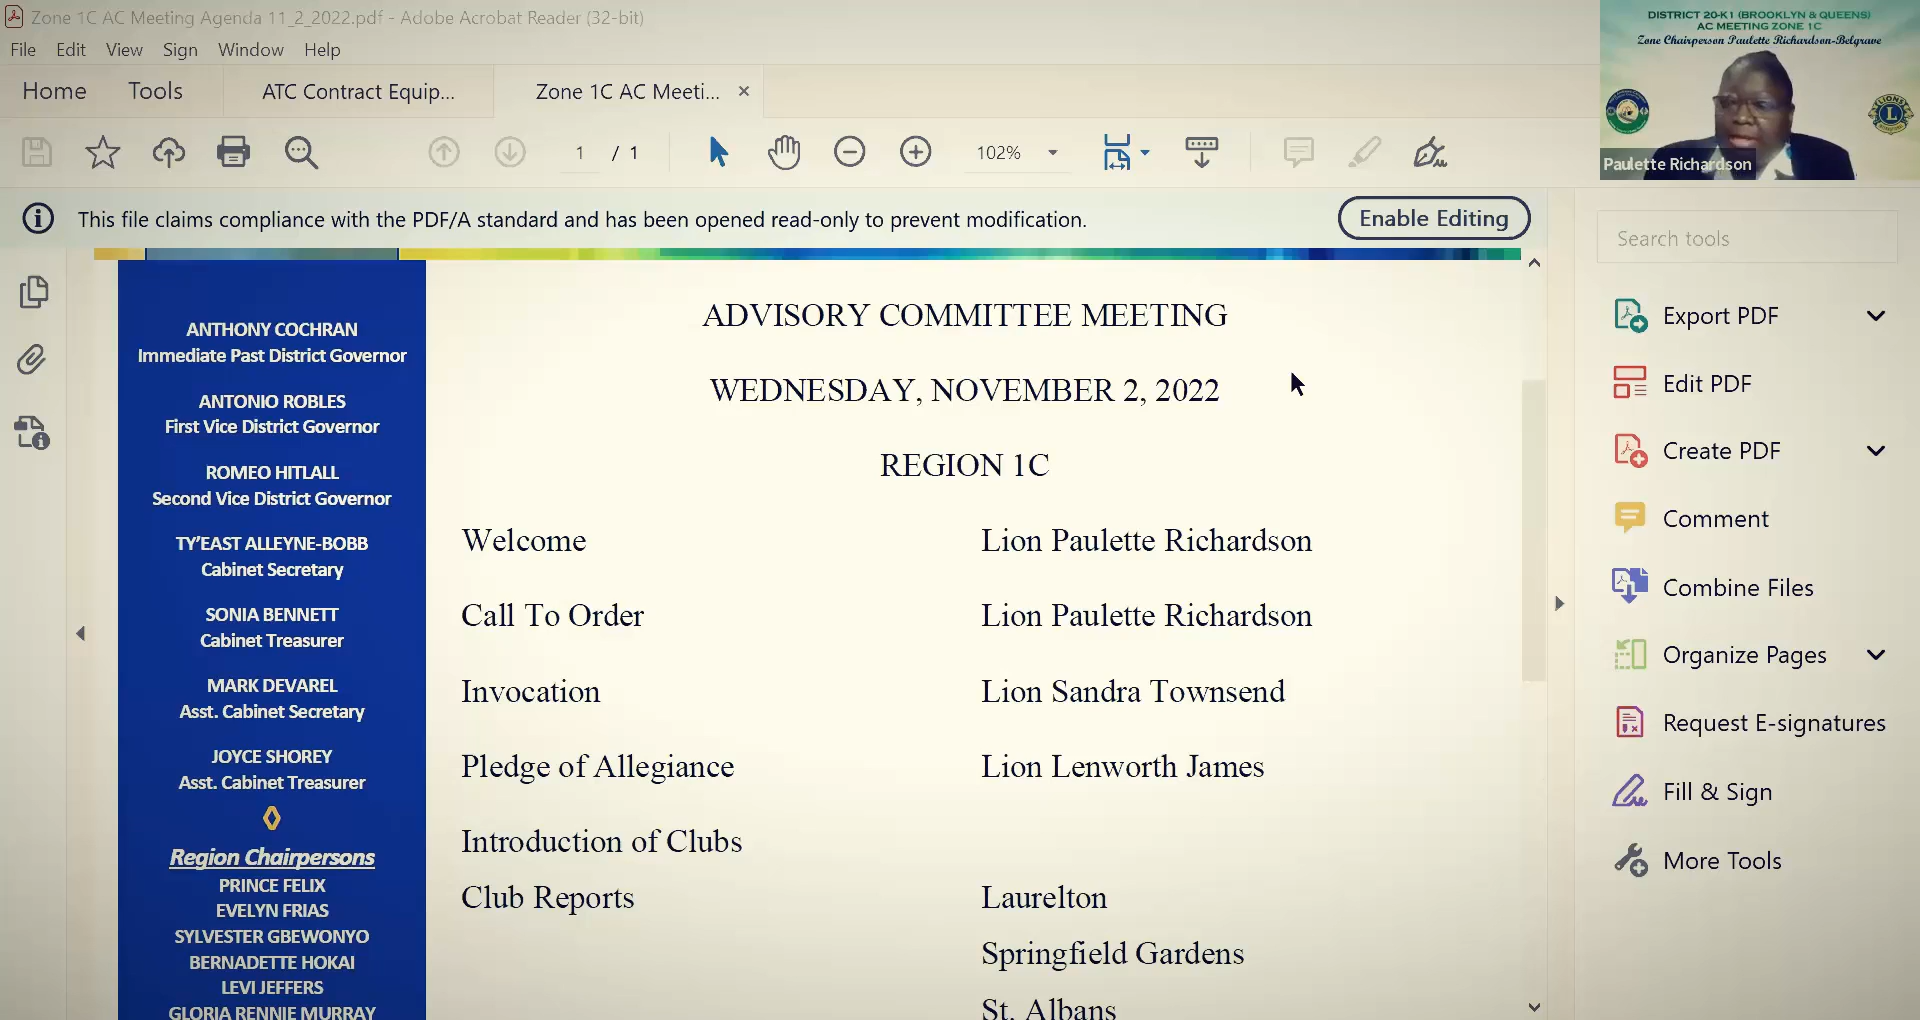 Zone 1C AC Meeting Agenda 11_2_2022.pdf - Adobe Acrobat Reader (32-bit)
File Edit View Sign Window Help
Home Tools ATC Contract Equip... Zone 1C AC Meeti... ×
1 / 1 102%
This file claims compliance with the PDF/A standard and has been opened read-only to prevent modification.
Enable Editing
DISTRICT 20-K1 (BROOKLYN & QUEENS)
AC MEETING ZONE 1C
Zone Chairperson Paulette Richardson-Belgrave
LIONS
L
Paulette Richardson
ANTHONY COCHRAN
Immediate Past District Governor
ANTONIO ROBLES
First Vice District Governor
ROMEO HITLALL
Second Vice District Governor
TY'EAST ALLEYNE-BOBB
Cabinet Secretary
SONIA BENNETT
Cabinet Treasurer
MARK DEVAREL
Asst. Cabinet Secretary
JOYCE SHOREY
Asst. Cabinet Treasurer
Region Chairpersons
PRINCE FELIX
EVELYN FRIAS
SYLVESTER GBEWONYO
BERNADETTE HOKAI
LEVI JEFFERS
GLORIA RENNIE MURRAY
ADVISORY COMMITTEE MEETING
WEDNESDAY, NOVEMBER 2, 2022
REGION 1C
Welcome Lion Paulette Richardson
Call To Order Lion Paulette Richardson
Invocation Lion Sandra Townsend
Pledge of Allegiance Lion Lenworth James
Introduction of Clubs
Club Reports Laurelton
Springfield Gardens
St. Albans
Search tools
Export PDF
Edit PDF
Create PDF
Comment
Combine Files
Organize Pages
Request E-signatures
Fill & Sign
More Tools